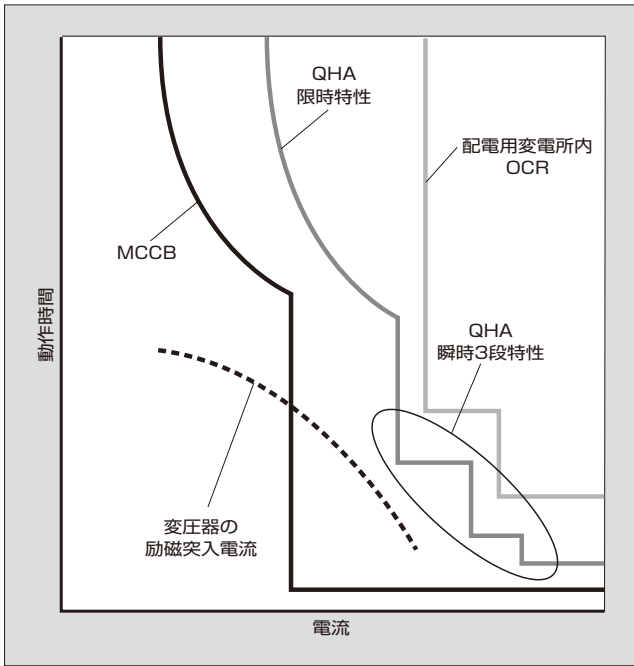 QHA
限時特性
配電用変電所内
OCR
MCCB
動作時間
QHA
瞬時3段特性
変圧器の
励磁突入電流
電流